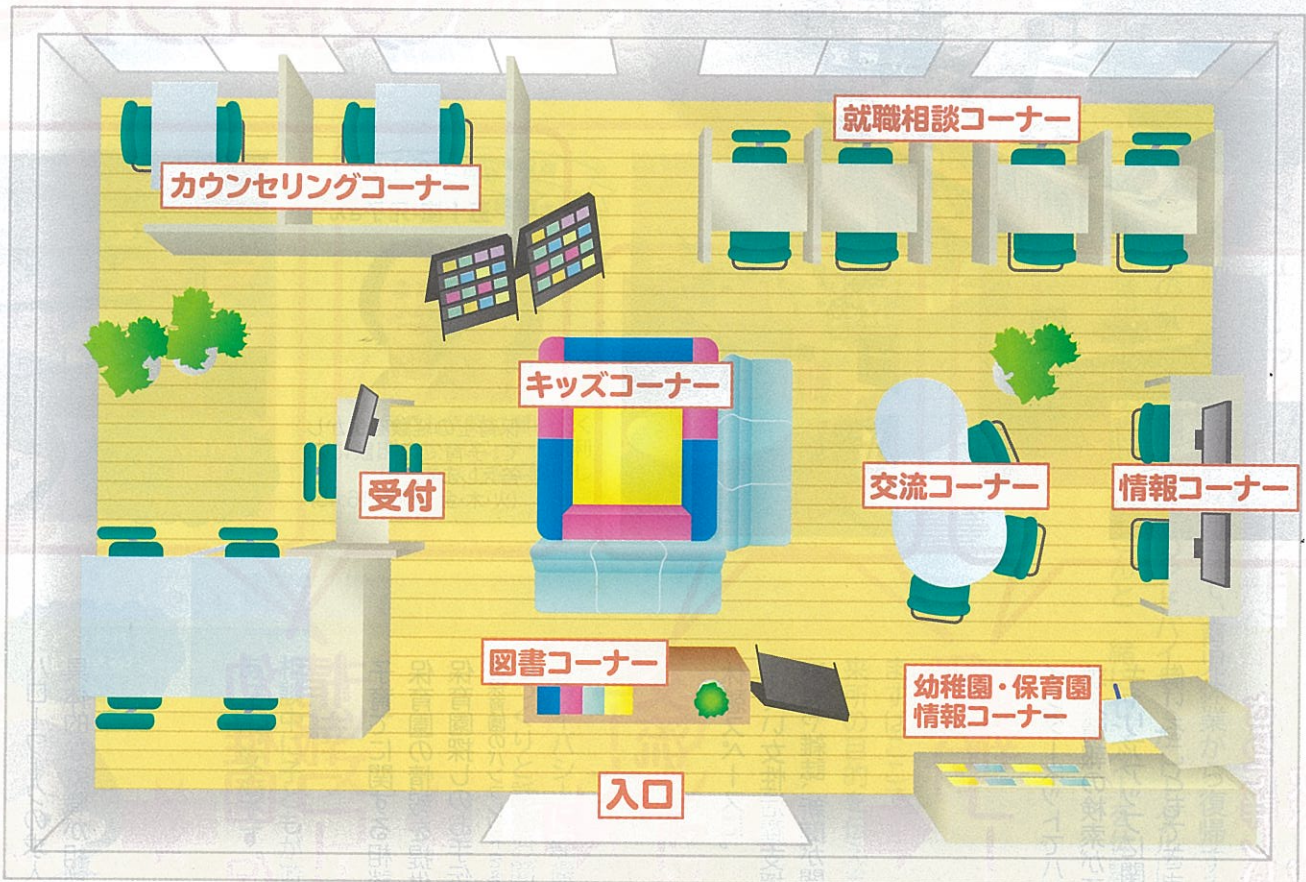 就職相談コーナー
カウンセリングコーナー
キッズコーナー
受付
交流コーナー
情報コーナー
図書コーナー
幼稚園・保育園
情報コーナー
入口